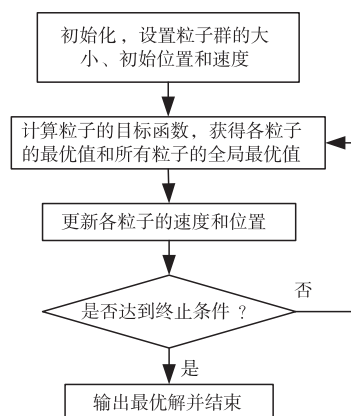 初始化，设置粒子群的大
小、初始位置和速度
计算粒子的目标函数，获得各粒子
的最优值和所有粒子的全局最优值
更新各粒子的速度和位置
是否达到终止条件？
否
是
输出最优解并结束